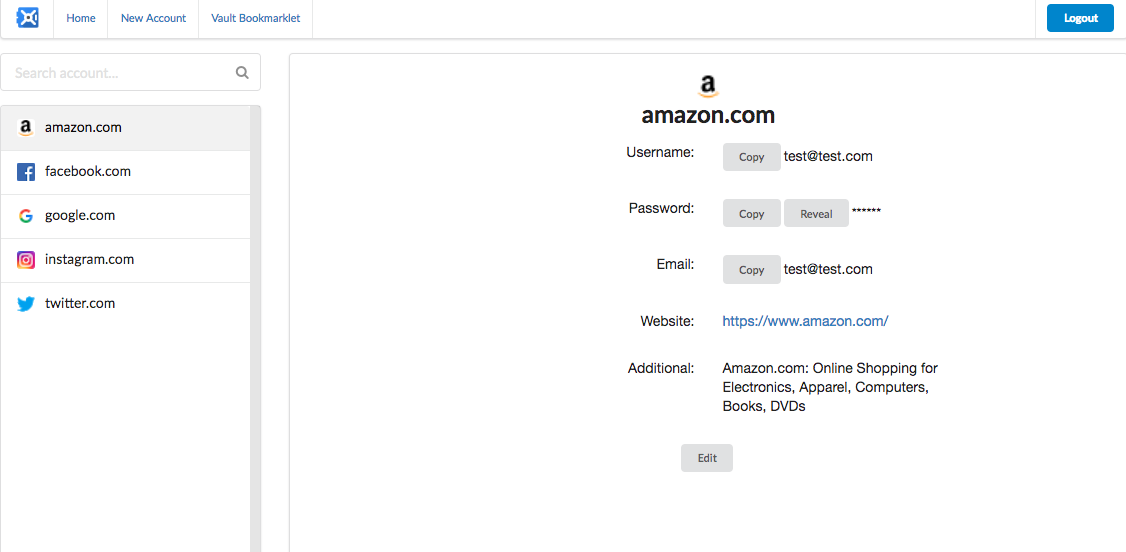 Home New Account Vault Bookmarklet Logout
Search account...
amazon.com
facebook.com
google.com
instagram.com
twitter.com
amazon.com
Username: Copy test@test.com
Password: Copy Reveal ******
Email: Copy test@test.com
Website: https://www.amazon.com/
Additional: Amazon.com: Online Shopping for
Electronics, Apparel, Computers,
Books, DVDs
Edit